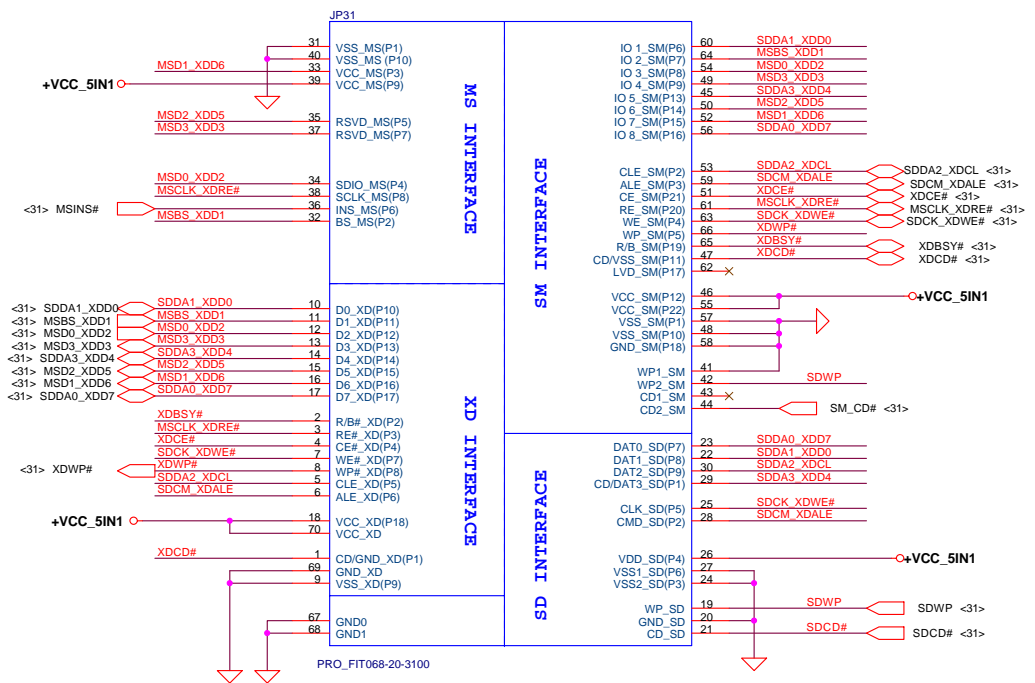 JP31
31 VSS_MS(P1)
40 VSS_MS (P10)
MSD1_XDD6 33 VCC_MS(P3)
+VCC_5IN1 39 VCC_MS(P9)
MSD2_XDD5 35 RSVD_MS(P5)
MSD3_XDD3 37 RSVD_MS(P7)
MSD0_XDD2 34 SDIO_MS(P4)
MSCLK_XDRE# 38 SCLK_MS(P8)
<31> MSINS# 36 INS_MS(P6)
MSBS_XDD1 32 BS_MS(P2)
MS INTERFACE
<31> SDDA1_XDD0 SDDA1_XDD0 10 D0_XD(P10)
<31> MSBS_XDD1 MSBS_XDD1 11 D1_XD(P11)
<31> MSD0_XDD2 MSD0_XDD2 12 D2_XD(P12)
<31> MSD3_XDD3 MSD3_XDD3 13 D3_XD(P13)
<31> SDDA3_XDD4 SDDA3_XDD4 14 D4_XD(P14)
<31> MSD2_XDD5 MSD2_XDD5 15 D5_XD(P15)
<31> MSD1_XDD6 MSD1_XDD6 16 D6_XD(P16)
<31> SDDA0_XDD7 SDDA0_XDD7 17 D7_XD(P17)
XDBSY# 2 R/B#_XD(P2)
MSCLK_XDRE# 3 RE#_XD(P3)
XDCE# 4 CE#_XD(P4)
SDCK_XDWE# 7 WE#_XD(P7)
<31> XDWP# XDWP# 8 WP#_XD(P8)
SDDA2_XDCL 5 CLE_XD(P5)
SDCM_XDALE 6 ALE_XD(P6)
+VCC_5IN1 18 VCC_XD(P18)
70 VCC_XD
XDCD# 1 CD/GND_XD(P1)
69 GND_XD
9 VSS_XD(P9)
XD INTERFACE
67 GND0
68 GND1
PRO_FIT068-20-3100
SM INTERFACE
IO 1_SM(P6) 60 SDDA1_XDD0
IO 2_SM(P7) 64 MSBS_XDD1
IO 3_SM(P8) 54 MSD0_XDD2
IO 4_SM(P9) 49 MSD3_XDD3
IO 5_SM(P13) 45 SDDA3_XDD4
IO 6_SM(P14) 50 MSD2_XDD5
IO 7_SM(P15) 52 MSD1_XDD6
IO 8_SM(P16) 56 SDDA0_XDD7
CLE_SM(P2) 53 SDDA2_XDCL SDDA2_XDCL <31>
ALE_SM(P3) 59 SDCM_XDALE SDCM_XDALE <31>
CE_SM(P21) 51 XDCE# XDCE# <31>
RE_SM(P20) 61 MSCLK_XDRE# MSCLK_XDRE# <31>
WE_SM(P4) 63 SDCK_XDWE# SDCK_XDWE# <31>
WP_SM(P5) 66 XDWP#
R/B_SM(P19) 65 XDBSY# XDBSY# <31>
CD/VSS_SM(P11) 47 XDCD# XDCD# <31>
LVD_SM(P17) 62
VCC_SM(P12) 46 +VCC_5IN1
VCC_SM(P22) 55
VSS_SM(P1) 57
VSS_SM(P10) 48
GND_SM(P18) 58
WP1_SM 41
WP2_SM 42 SDWP
CD1_SM 43
CD2_SM 44 SM_CD# <31>
SD INTERFACE
DAT0_SD(P7) 23 SDDA0_XDD7
DAT1_SD(P8) 22 SDDA1_XDD0
DAT2_SD(P9) 30 SDDA2_XDCL
CD/DAT3_SD(P1) 29 SDDA3_XDD4
CLK_SD(P5) 25 SDCK_XDWE#
CMD_SD(P2) 28 SDCM_XDALE
VDD_SD(P4) 26 +VCC_5IN1
VSS1_SD(P6) 27
VSS2_SD(P3) 24
WP_SD 19 SDWP SDWP <31>
GND_SD 20
CD_SD 21 SDCD# SDCD# <31>